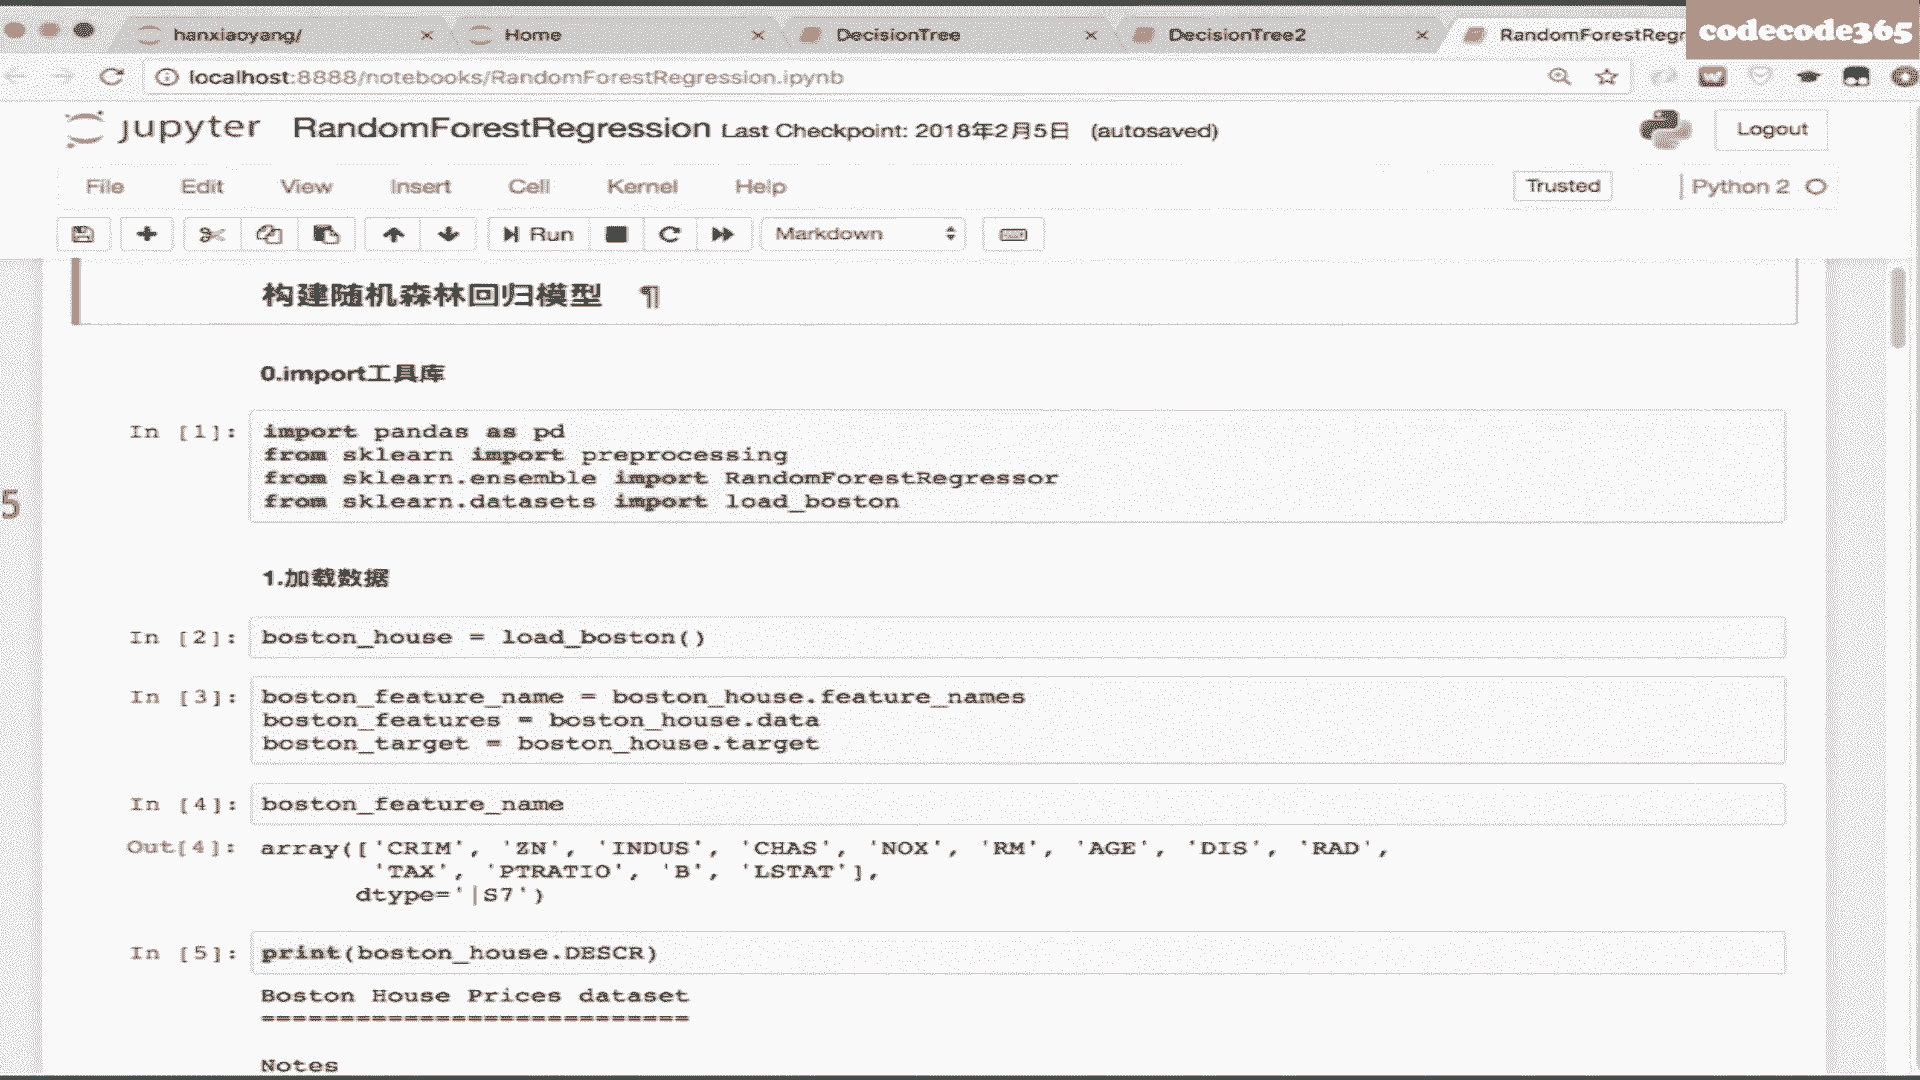 hanxiaoyang/ × Home × DecisionTree × DecisionTree2 × RandomForestRegr
codecode365
localhost:8888/notebooks/RandomForestRegression.ipynb
jupyter RandomForestRegression Last Checkpoint: 2018年2月5日 (autosaved)
Logout
File Edit View Insert Cell Kernel Help
Trusted
Python 2
Run
Markdown
构建随机森林回归模型 ¶
0.import工具库
In [1]: import pandas as pd
from sklearn import preprocessing
from sklearn.ensemble import RandomForestRegressor
from sklearn.datasets import load_boston
5
1.加载数据
In [2]: boston_house = load_boston()
In [3]: boston_feature_name = boston_house.feature_names
boston_features = boston_house.data
boston_target = boston_house.target
In [4]: boston_feature_name
Out[4]: array(['CRIM', 'ZN', 'INDUS', 'CHAS', 'NOX', 'RM', 'AGE', 'DIS', 'RAD',
'TAX', 'PTRATIO', 'B', 'LSTAT'],
dtype='|S7')
In [5]: print(boston_house.DESCR)
Boston House Prices dataset
===========================
Notes